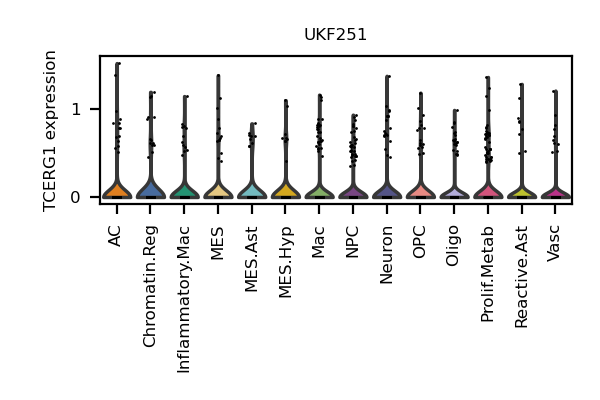 UKF251
TCERG1 expression
1
0
AC
Chromatin.Reg
Inflammatory.Mac
MES
MES.Ast
MES.Hyp
Mac
NPC
Neuron
OPC
Oligo
Prolif.Metab
Reactive.Ast
Vasc